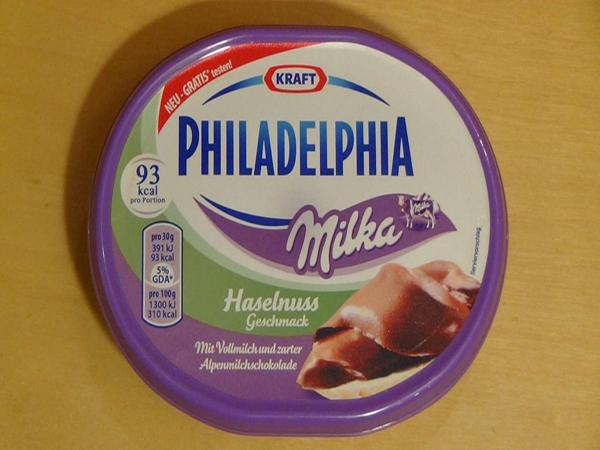 NEU - GRATIS* testen!
KRAFT
PHILADELPHIA
93
kcal
pro Portion
Milka
Milka
Serviervorschlag
pro 30g
391 kJ
93 kcal
5%
GDA*
pro 100g
1300 kJ
310 kcal
Haselnuss
Geschmack
Mit Vollmilch und zarter
Alpenmilchschokolade